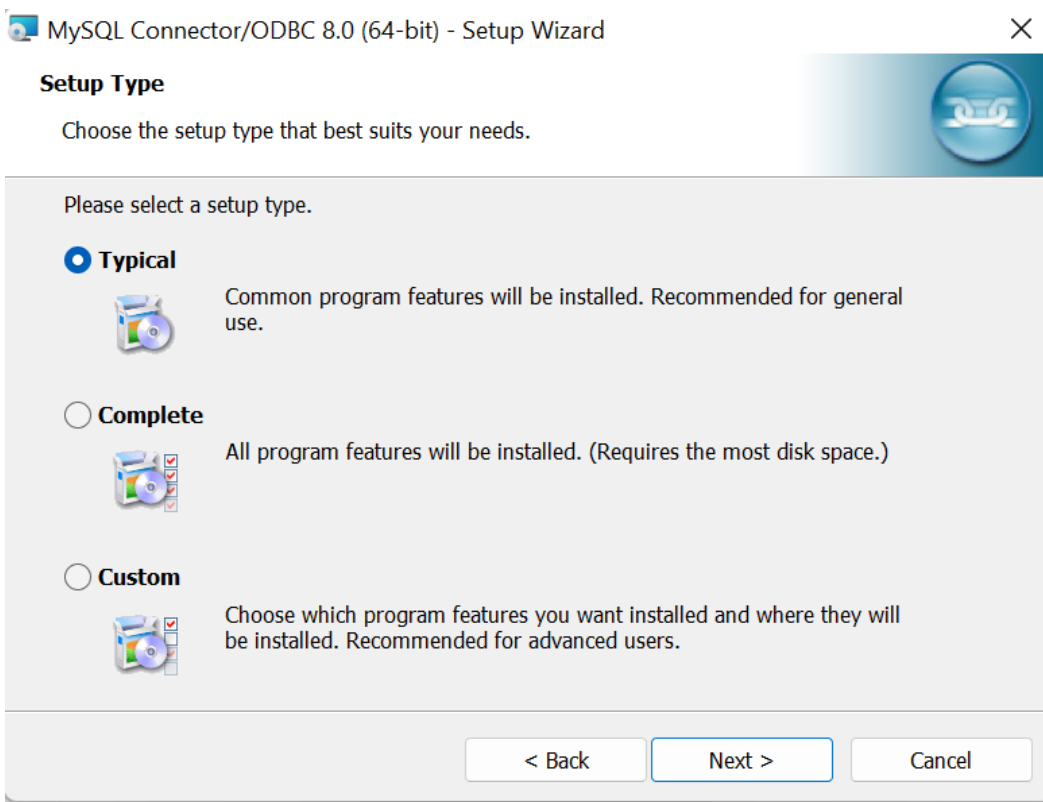 MySQL Connector/ODBC 8.0 (64-bit) - Setup Wizard
Setup Type
Choose the setup type that best suits your needs.
Please select a setup type.
Typical
Common program features will be installed. Recommended for general
use.
Complete
All program features will be installed. (Requires the most disk space.)
Custom
Choose which program features you want installed and where they will
be installed. Recommended for advanced users.
< Back
Next >
Cancel